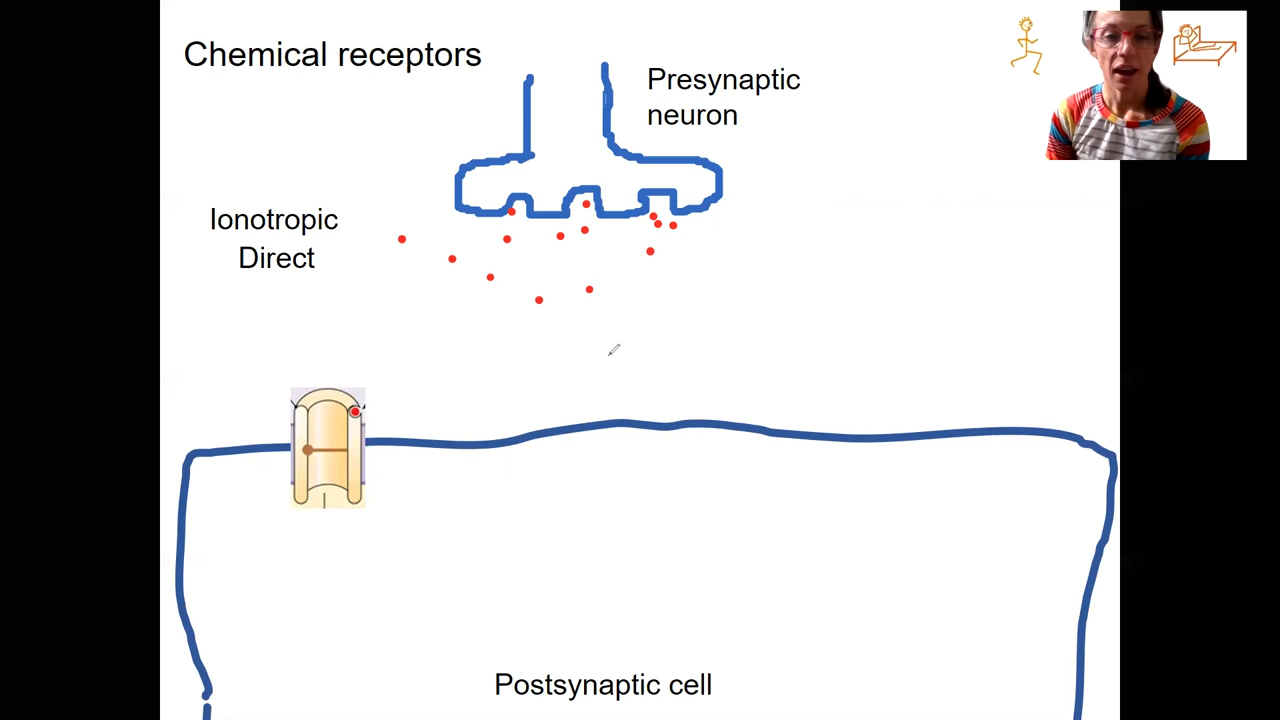 Chemical receptors
Presynaptic
neuron
Ionotropic
Direct
Postsynaptic cell